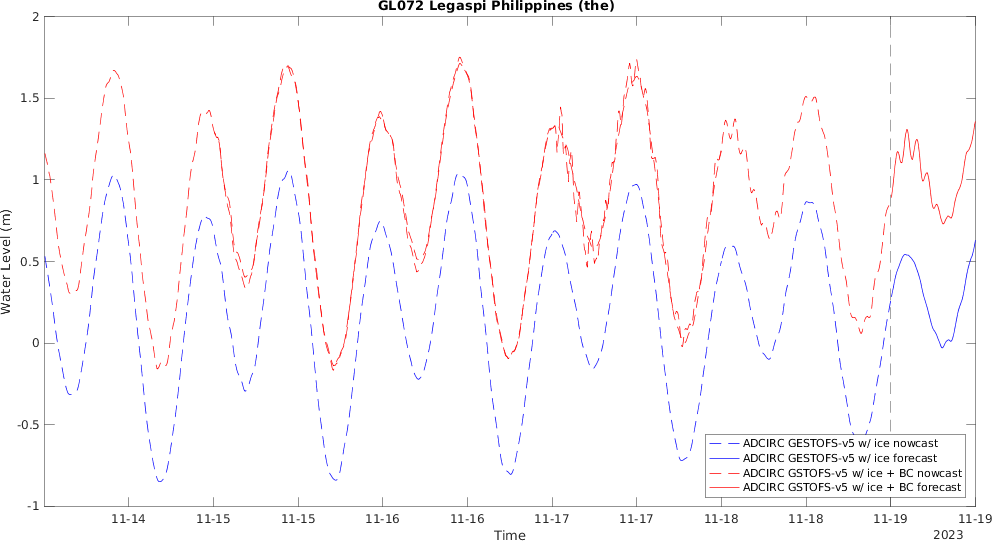 GL072 Legaspi Philippines (the)
2
1.5
1
0.5
0
-0.5
-1
Water Level (m)
ADCIRC GESTOFS-v5 w/ ice nowcast
ADCIRC GESTOFS-v5 w/ ice forecast
ADCIRC GSTOFS-v5 w/ ice + BC nowcast
ADCIRC GSTOFS-v5 w/ ice + BC forecast
11-14 11-15 11-15 11-16 11-16 11-17 11-17 11-18 11-18 11-19 11-19
Time
2023